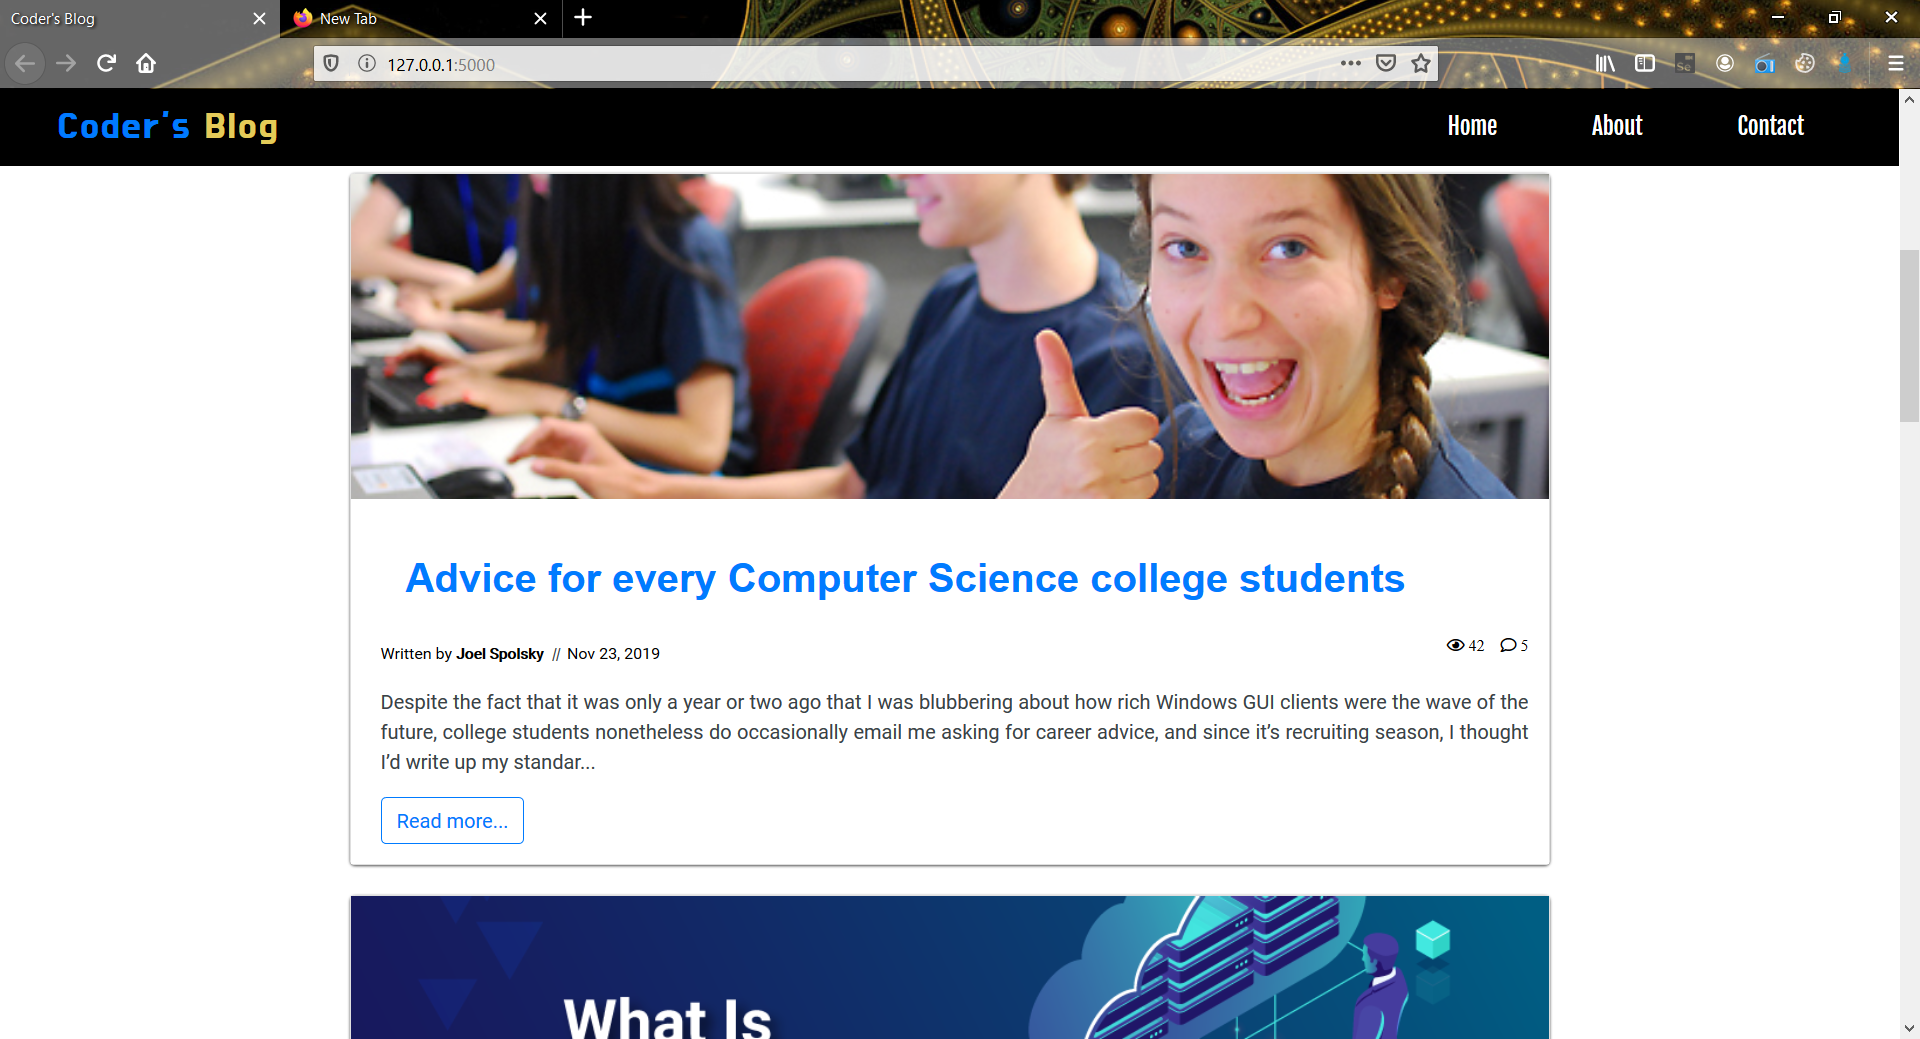 Coder's Blog
New Tab
127.0.0.1:5000
Coder's Blog
Home
About
Contact
Advice for every Computer Science college students
Written by Joel Spolsky // Nov 23, 2019
42
5
Despite the fact that it was only a year or two ago that I was blubbering about how rich Windows GUI clients were the wave of the
future, college students nonetheless do occasionally email me asking for career advice, and since it’s recruiting season, I thought
I’d write up my standar...
Read more...
What Is